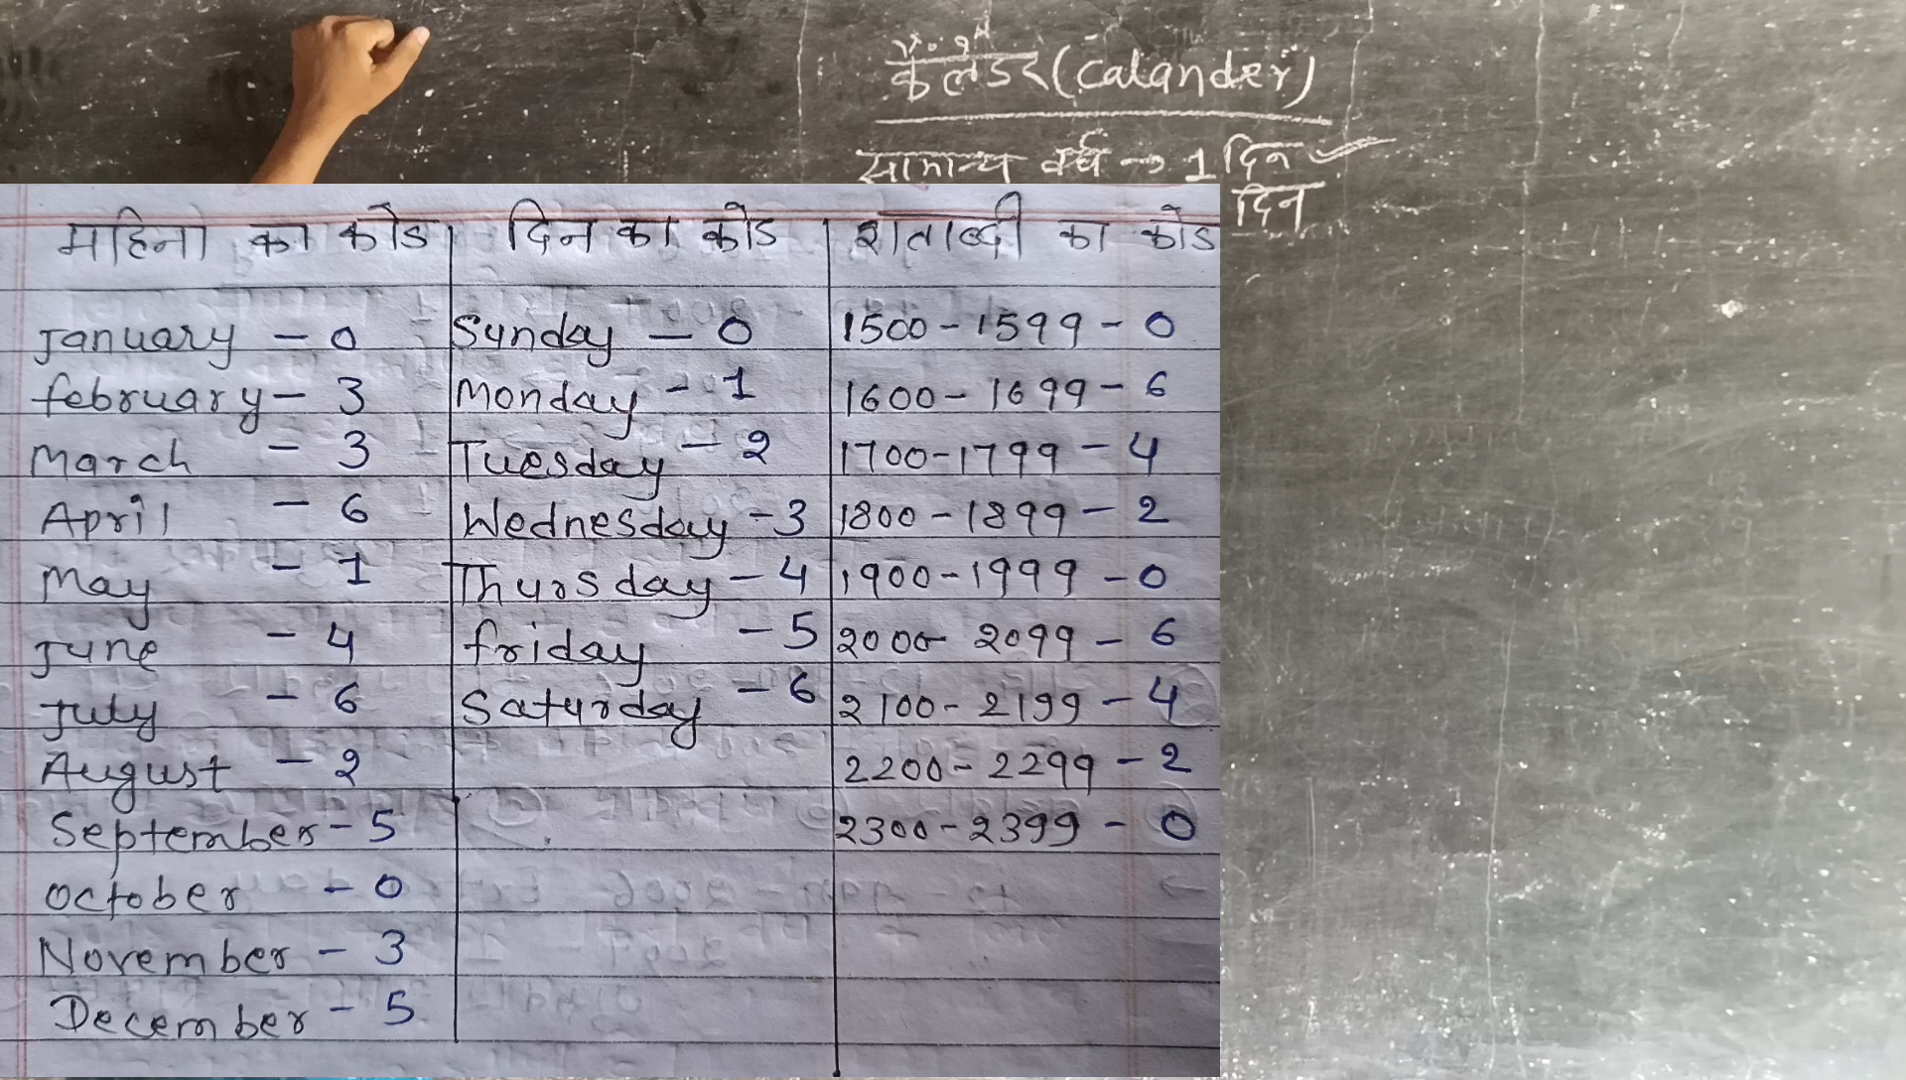 कैलेंडर (Calander)
सामान्य वर्ष → 1 दिन ✓
दिन
महिना का कोड दिन का कोड शताब्दी का कोड
January - 0 Sunday - 0 1500 - 1599 - 0
february - 3 Monday - 1 1600 - 1699 - 6
March - 3 Tuesday - 2 1700 - 1799 - 4
April - 6 Wednesday - 3 1800 - 1899 - 2
May - 1 Thursday - 4 1900 - 1999 - 0
June - 4 friday - 5 2000 - 2099 - 6
July - 6 Saturday - 6 2100 - 2199 - 4
August - 2 2200 - 2299 - 2
September - 5 2300 - 2399 - 0
october - 0
November - 3
December - 5